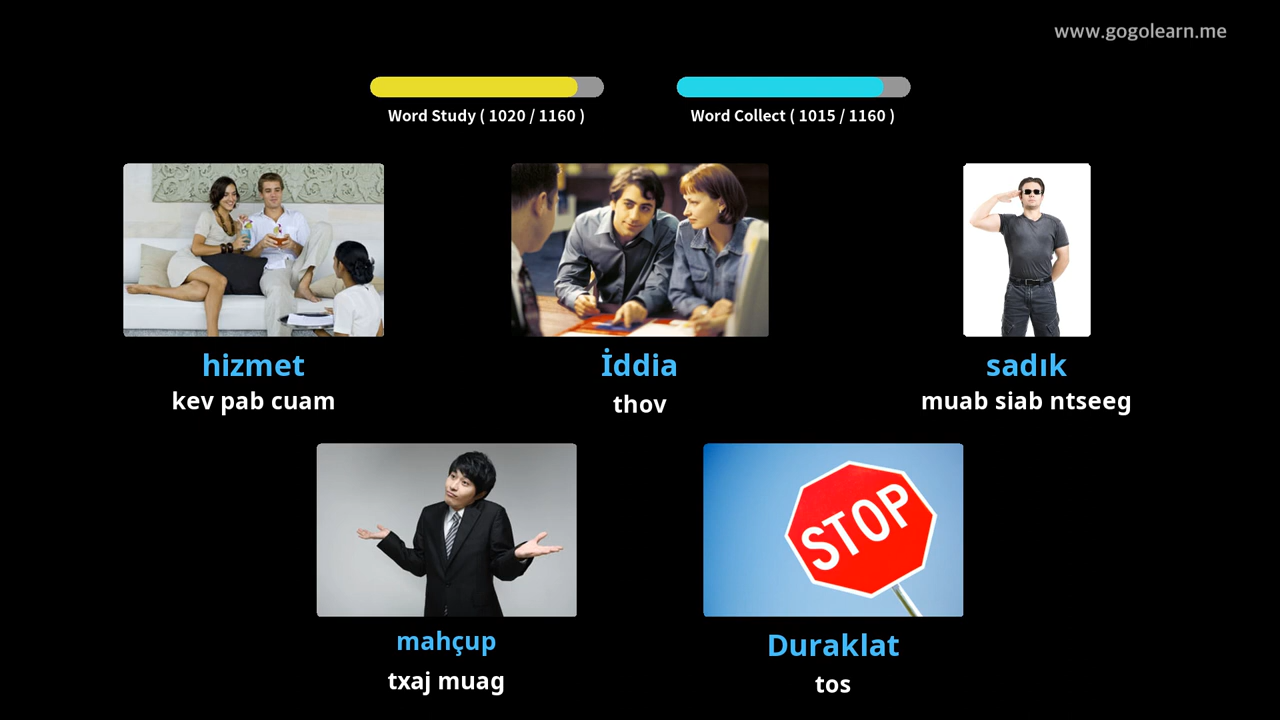 www.gogolearn.me
Word Study ( 1020 / 1160 )
Word Collect ( 1015 / 1160 )
hizmet
kev pab cuam
İddia
thov
sadık
muab siab ntseeg
STOP
mahçup
txaj muag
Duraklat
tos